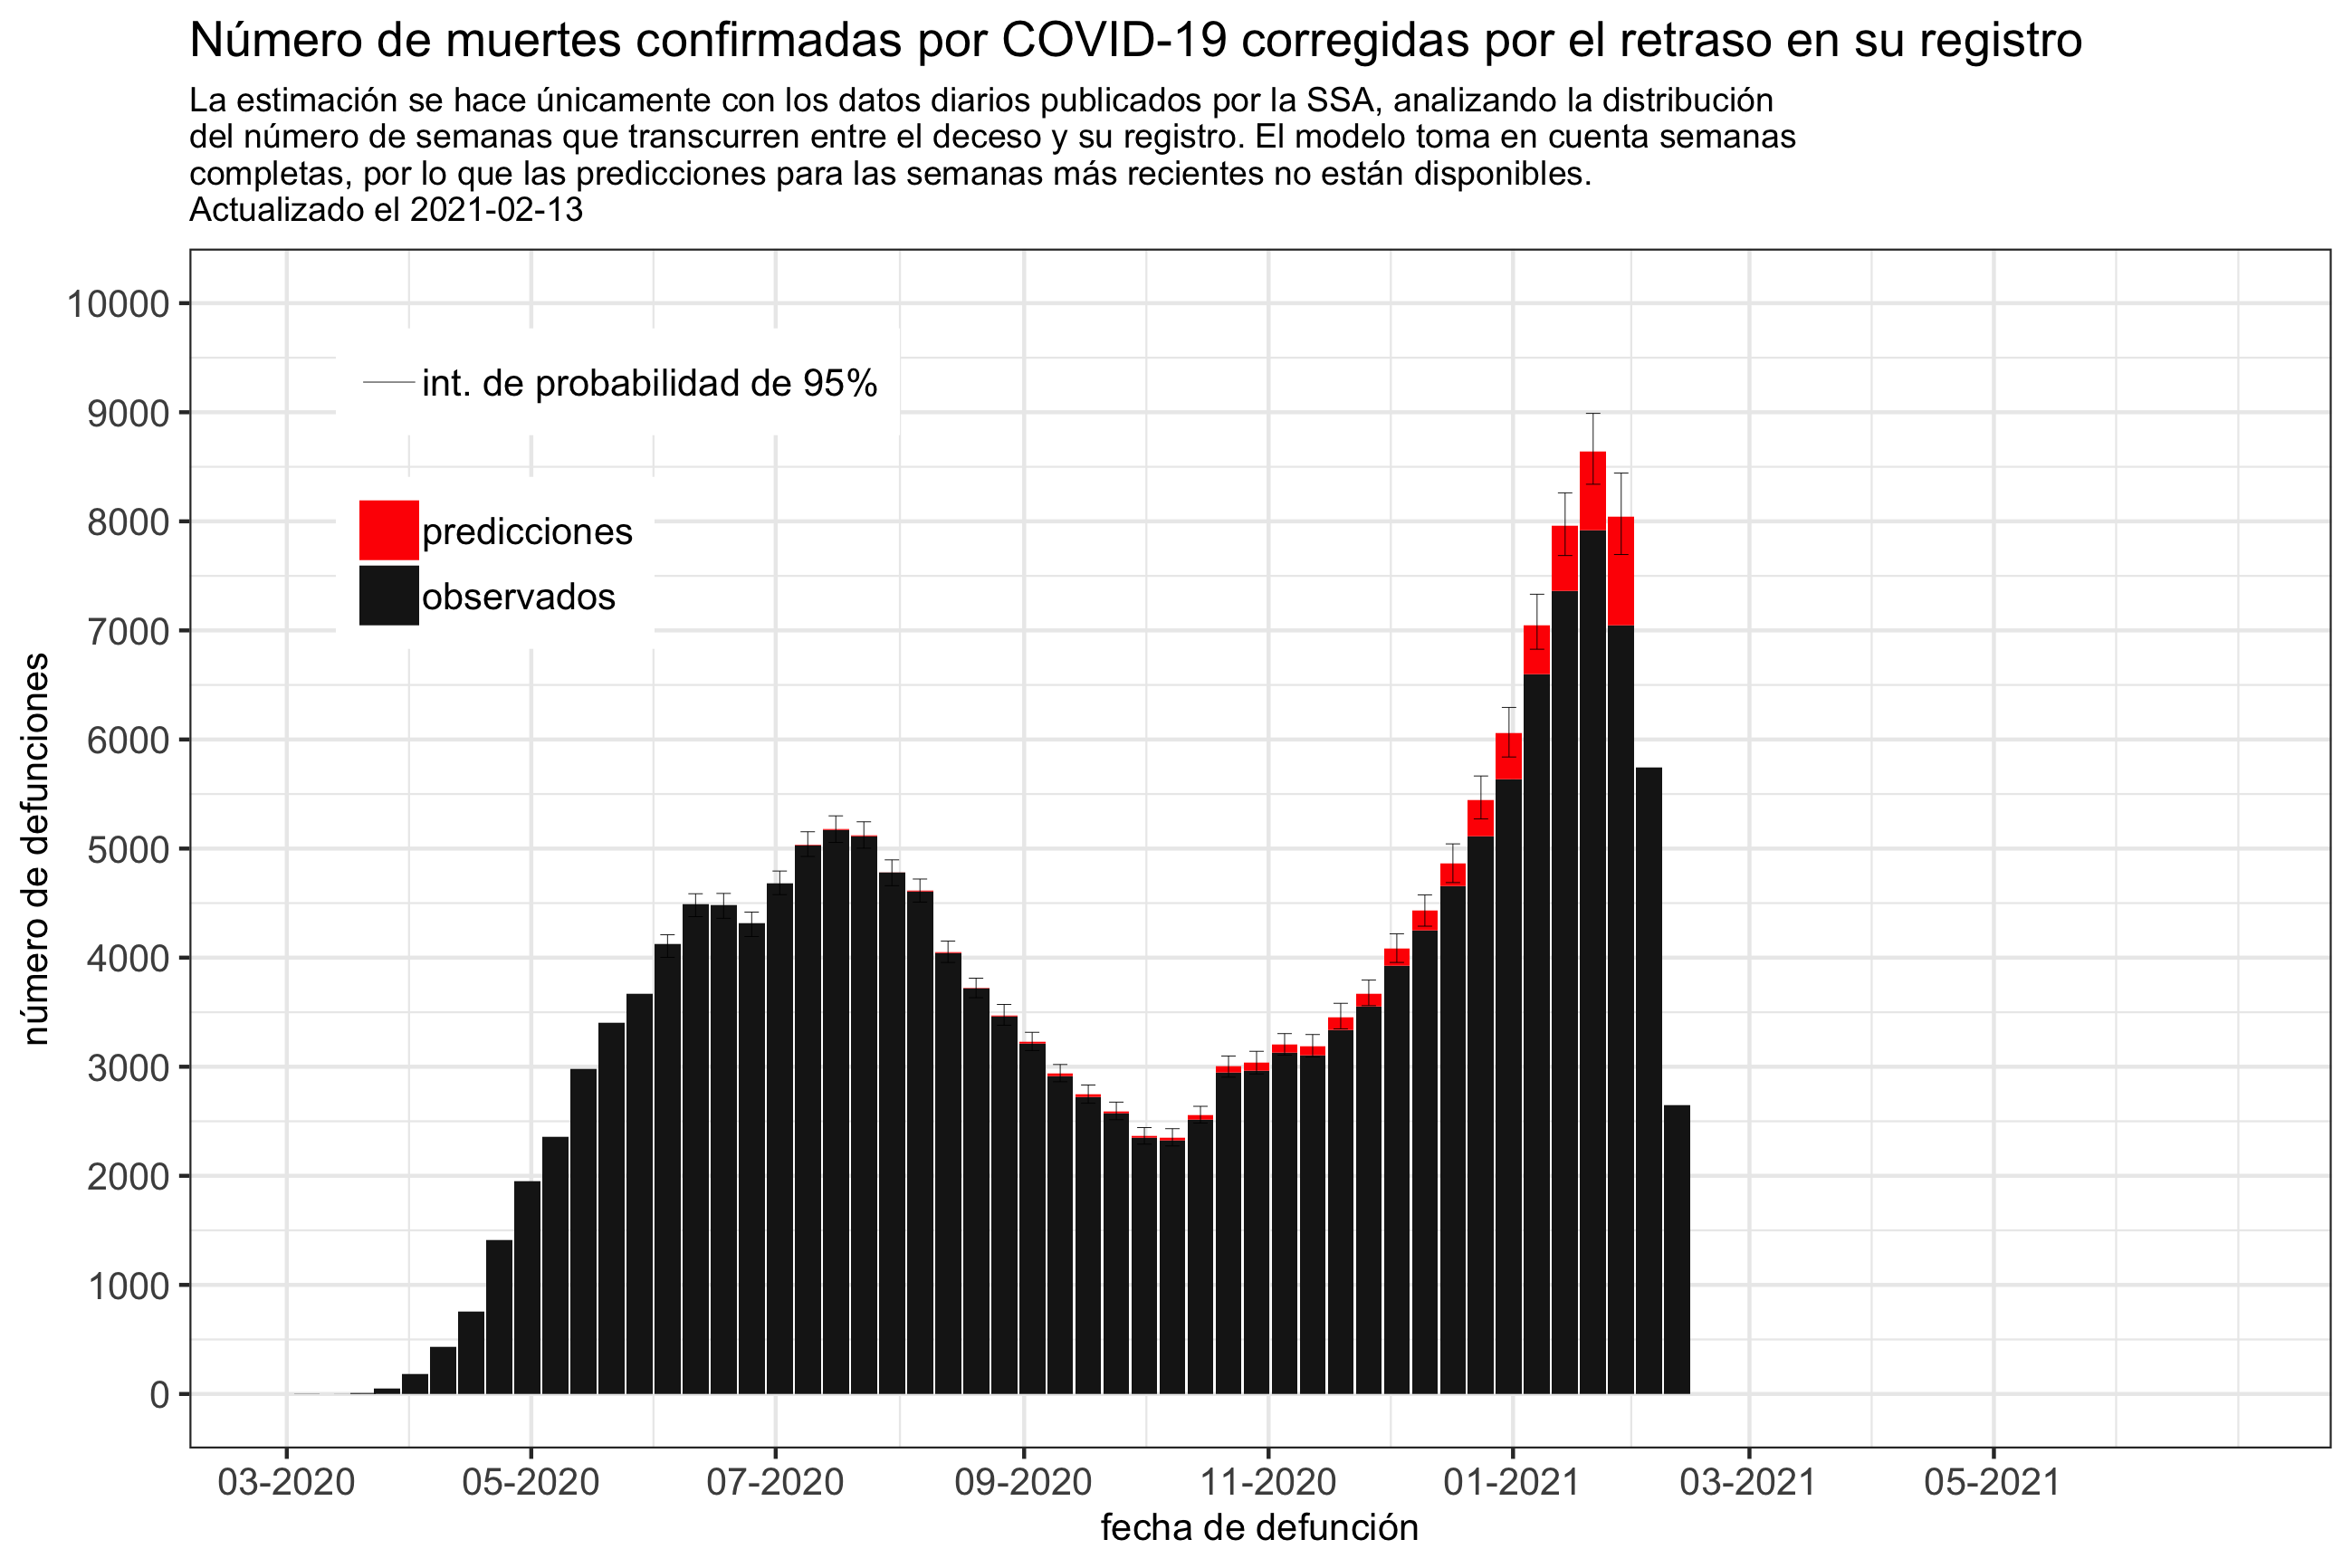 Número de muertes confirmadas por COVID-19 corregidas por el retraso en su registro
La estimación se hace únicamente con los datos diarios publicados por la SSA, analizando la distribución
del número de semanas que transcurren entre el deceso y su registro. El modelo toma en cuenta semanas
completas, por lo que las predicciones para las semanas más recientes no están disponibles.
Actualizado el 2021-02-13
número de defunciones
10000
9000
8000
7000
6000
5000
4000
3000
2000
1000
0
int. de probabilidad de 95%
predicciones
observados
03-2020 05-2020 07-2020 09-2020 11-2020 01-2021 03-2021 05-2021
fecha de defunción